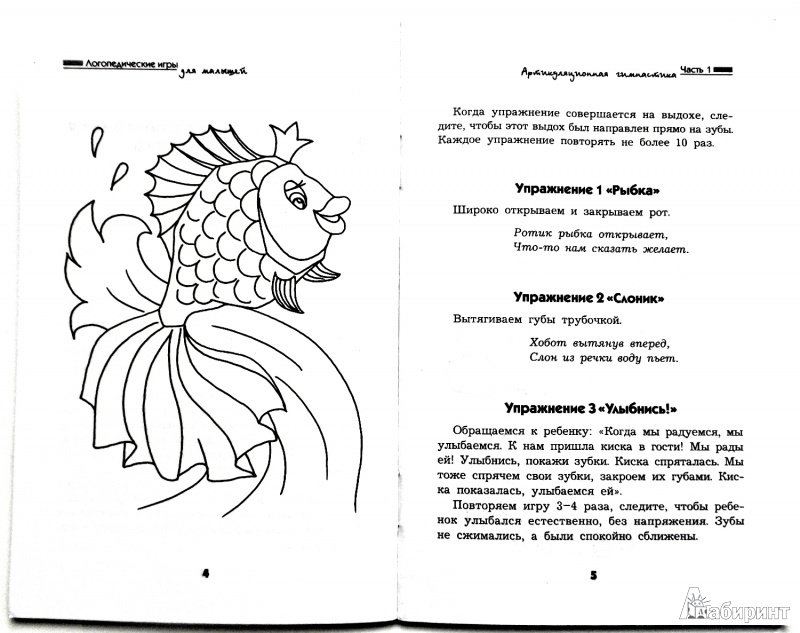 Логопедические игры для малышей
4
Артикуляционная гимнастика Часть 1
Когда упражнение совершается на выдохе, сле-
дите, чтобы этот выдох был направлен прямо на зубы.
Каждое упражнение повторять не более 10 раз.
Упражнение 1 «Рыбка»
Широко открываем и закрываем рот.
Ротик рыбка открывает,
Что-то нам сказать желает.
Упражнение 2 «Слоник»
Вытягиваем губы трубочкой.
Хобот вытянув вперед,
Слон из речки воду пьет.
Упражнение 3 «Улыбнись!»
Обращаемся к ребенку: «Когда мы радуемся, мы
улыбаемся. К нам пришла киска в гости! Мы рады
ей! Улыбнись, покажи зубки. Киска спряталась. Мы
тоже спрячем свои зубки, закроем их губами. Кис-
ка показалась, улыбаемся ей».
Повторяем игру 3–4 раза, следите, чтобы ребе-
нок улыбался естественно, без напряжения. Зубы
не сжимались, а были спокойно сближены.
5
Лабиринт